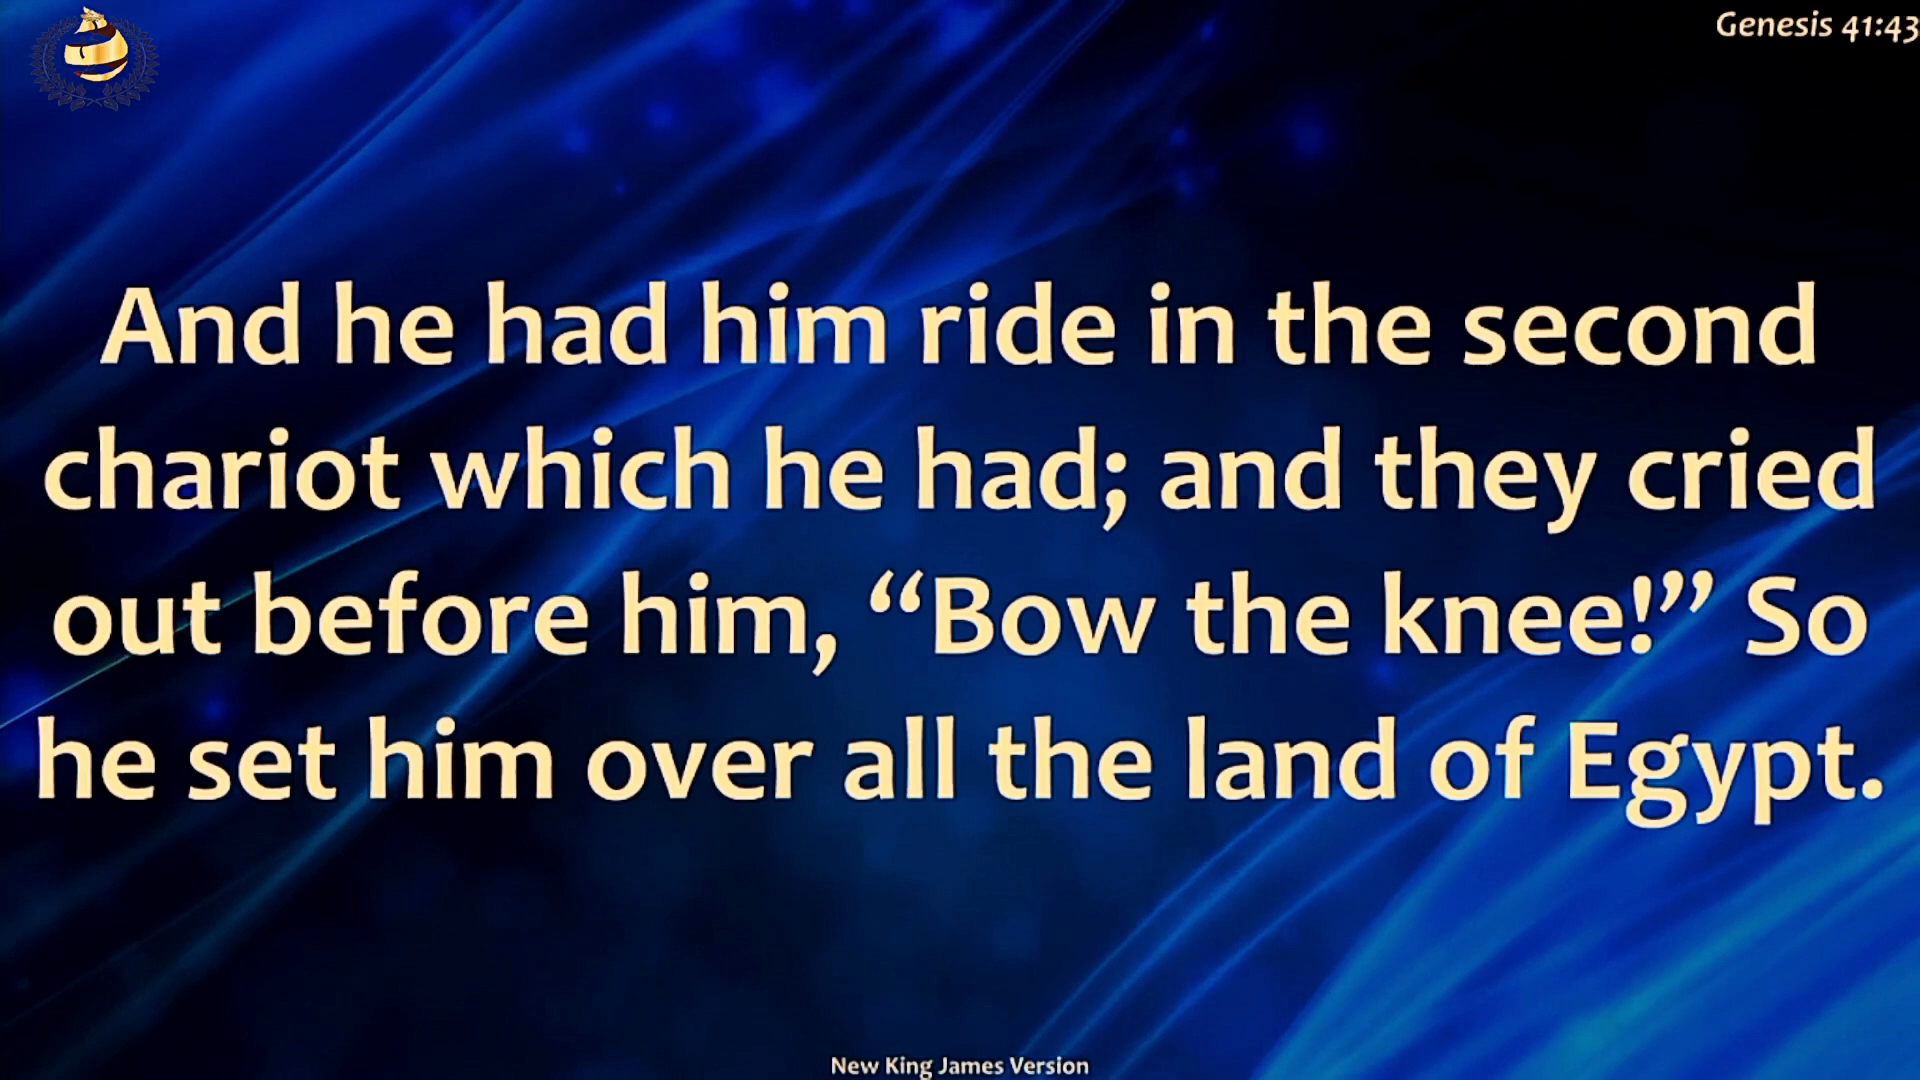 Genesis 41:43
And he had him ride in the second
chariot which he had; and they cried
out before him, “Bow the knee!” So
he set him over all the land of Egypt.
New King James Version